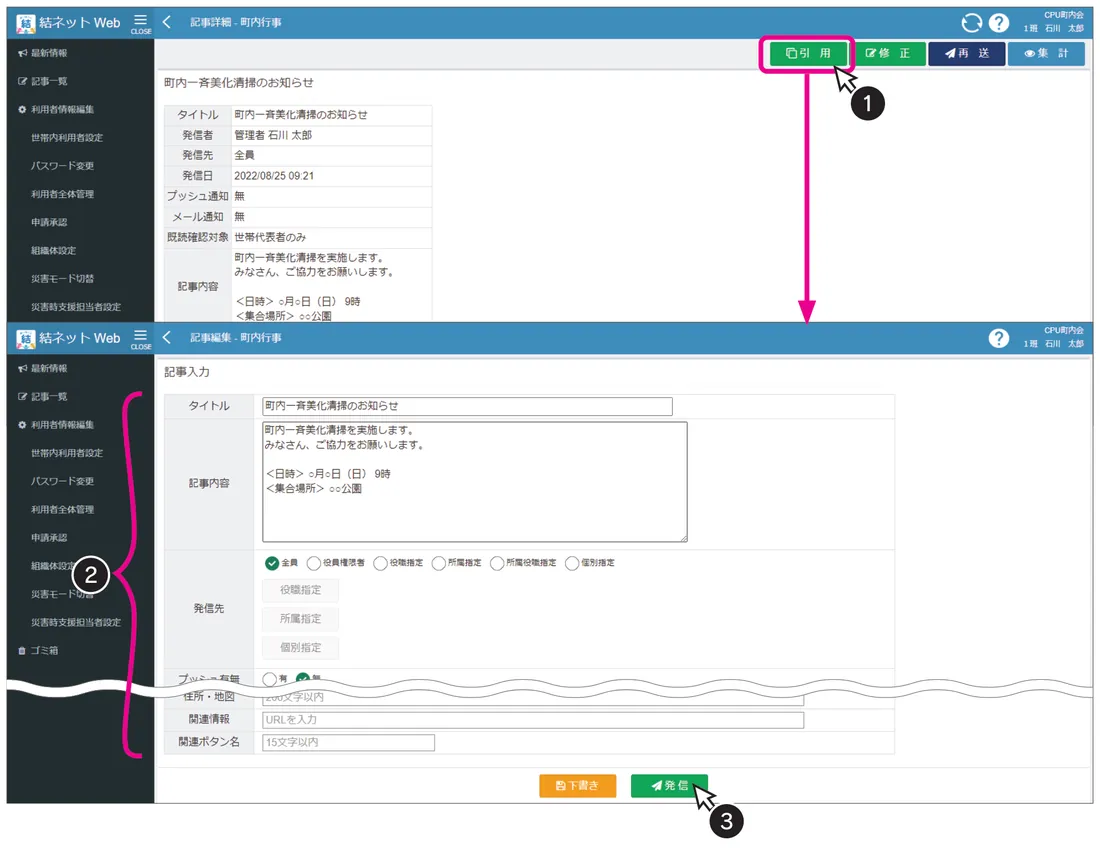 結ネット Web
CLOSE
記事詳細 - 町内行事
CPU町内会
1班 石川 太郎
最新情報
記事一覧
利用者情報編集
世帯内利用者設定
パスワード変更
利用者全体管理
申請承認
組織体設定
災害モード切替
災害時支援担当者設定
引 用
修 正
再 送
集 計
1
町内一斉美化清掃のお知らせ
タイトル 町内一斉美化清掃のお知らせ
発信者 管理者 石川 太郎
発信先 全員
発信日 2022/08/25 09:21
プッシュ通知 無
メール通知 無
既読確認対象 世帯代表者のみ
記事内容
町内一斉美化清掃を実施します。
みなさん、ご協力をお願いします。
＜日時＞ ○月○日（日） 9時
＜集合場所＞ ○○公園
結ネット Web
CLOSE
記事編集 - 町内行事
CPU町内会
1班 石川 太郎
最新情報
記事一覧
利用者情報編集
世帯内利用者設定
パスワード変更
利用者全体管理
申請承認
組織体設定
災害モード切替
災害時支援担当者設定
ゴミ箱
2
記事入力
タイトル 町内一斉美化清掃のお知らせ
記事内容
町内一斉美化清掃を実施します。
みなさん、ご協力をお願いします。
＜日時＞ ○月○日（日） 9時
＜集合場所＞ ○○公園
発信先
全員 役員権限者 役職指定 所属指定 所属役職指定 個別指定
役職指定
所属指定
個別指定
プッシュ有無 有 無
住所・地図 200文字以内
関連情報 URLを入力
関連ボタン名 15文字以内
下書き
発 信
3